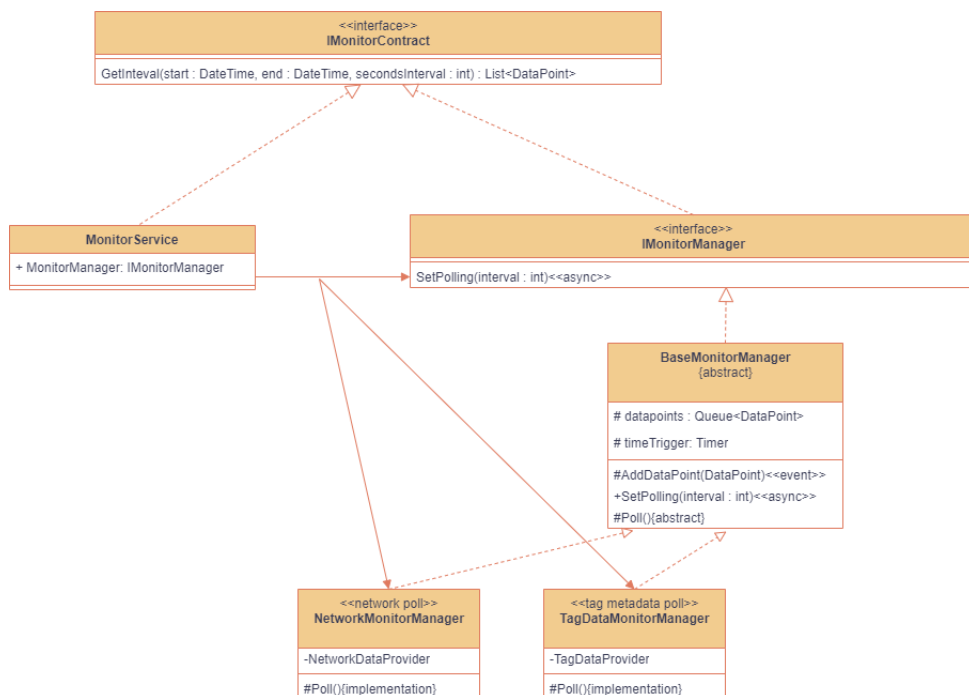 <<interface>>
IMonitorContract
GetInteval(start : DateTime, end : DateTime, secondsInterval : int) : List<DataPoint>
MonitorService
+ MonitorManager: IMonitorManager
<<interface>>
IMonitorManager
SetPolling(interval : int)<<async>>
BaseMonitorManager
{abstract}
# datapoints : Queue<DataPoint>
# timeTrigger: Timer
#AddDataPoint(DataPoint)<<event>>
+SetPolling(interval : int)<<async>>
#Poll(){abstract}
<<network poll>>
NetworkMonitorManager
-NetworkDataProvider
#Poll(){implementation}
<<tag metadata poll>>
TagDataMonitorManager
-TagDataProvider
#Poll(){implementation}